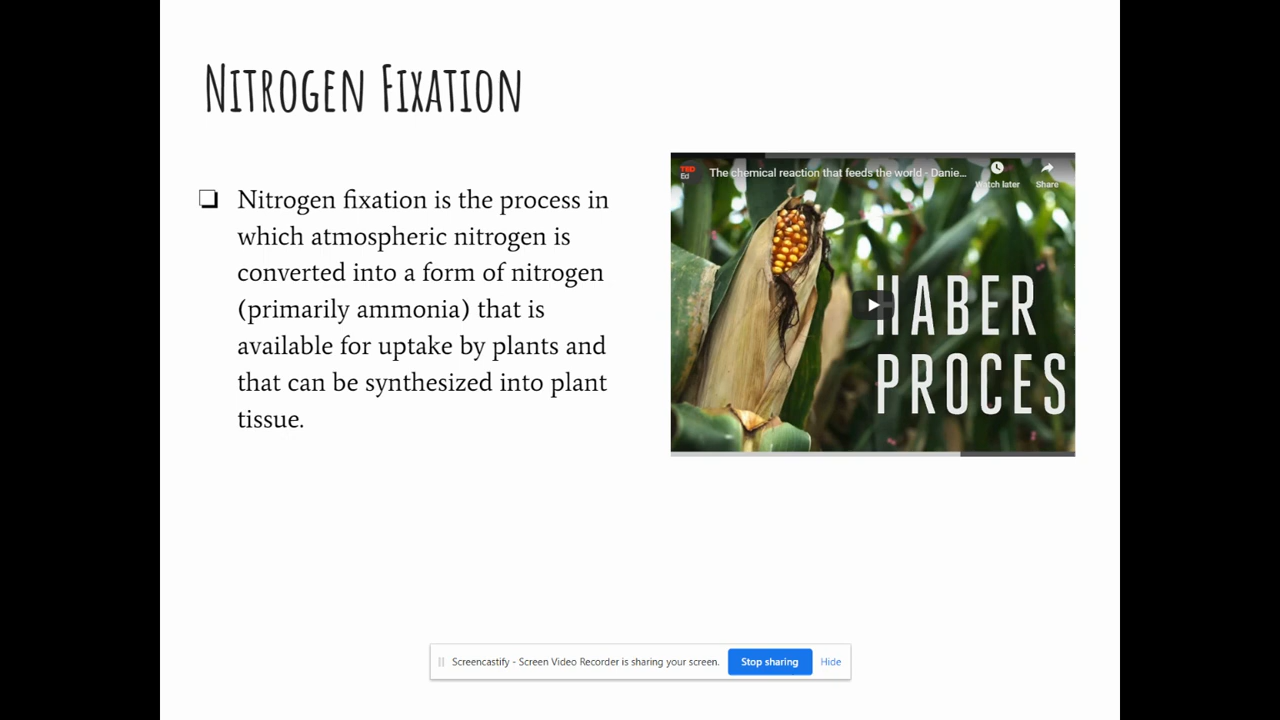 Nitrogen Fixation
❏ Nitrogen fixation is the process in
which atmospheric nitrogen is
converted into a form of nitrogen
(primarily ammonia) that is
available for uptake by plants and
that can be synthesized into plant
tissue.
TED
Ed
The chemical reaction that feeds the world - Danie...
Watch later
Share
HABER
PROCES
Screencastify - Screen Video Recorder is sharing your screen.
Stop sharing
Hide